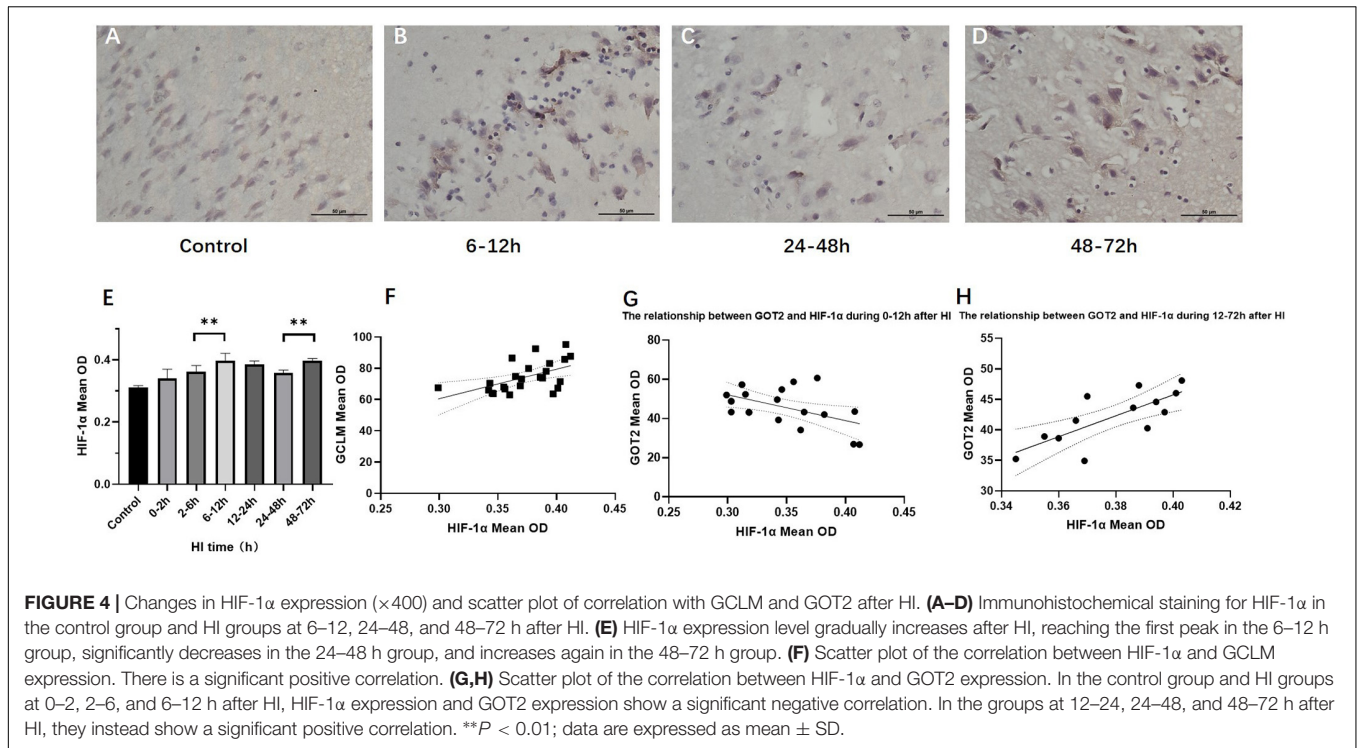 A
B
C
D
50 μm
50 μm
50 μm
50 μm
Control
6-12h
24-48h
48-72h
E
**
**
HIF-1α Mean OD
0.4
0.2
0.0
Control
0-2h
2-6h
6-12h
12-24h
24-48h
48-72h
HI time (h)
F
GCLM Mean OD
100
80
60
40
20
0
0.25
0.30
0.35
0.40
0.45
HIF-1α Mean OD
G
The relationship between GOT2 and HIF-1α during 0-12h after HI
GOT2 Mean OD
80
60
40
20
0
0.25
0.30
0.35
0.40
0.45
HIF-1α Mean OD
H
The relationship between GOT2 and HIF-1α during 12-72h after HI
GOT2 Mean OD
55
50
45
40
35
30
0.34
0.36
0.38
0.40
0.42
HIF-1α Mean OD
FIGURE 4 | Changes in HIF-1α expression (×400) and scatter plot of correlation with GCLM and GOT2 after HI. (A–D) Immunohistochemical staining for HIF-1α in
the control group and HI groups at 6–12, 24–48, and 48–72 h after HI. (E) HIF-1α expression level gradually increases after HI, reaching the first peak in the 6–12 h
group, significantly decreases in the 24–48 h group, and increases again in the 48–72 h group. (F) Scatter plot of the correlation between HIF-1α and GCLM
expression. There is a significant positive correlation. (G,H) Scatter plot of the correlation between HIF-1α and GOT2 expression. In the control group and HI groups
at 0–2, 2–6, and 6–12 h after HI, HIF-1α expression and GOT2 expression show a significant negative correlation. In the groups at 12–24, 24–48, and 48–72 h after
HI, they instead show a significant positive correlation. **P < 0.01; data are expressed as mean ± SD.